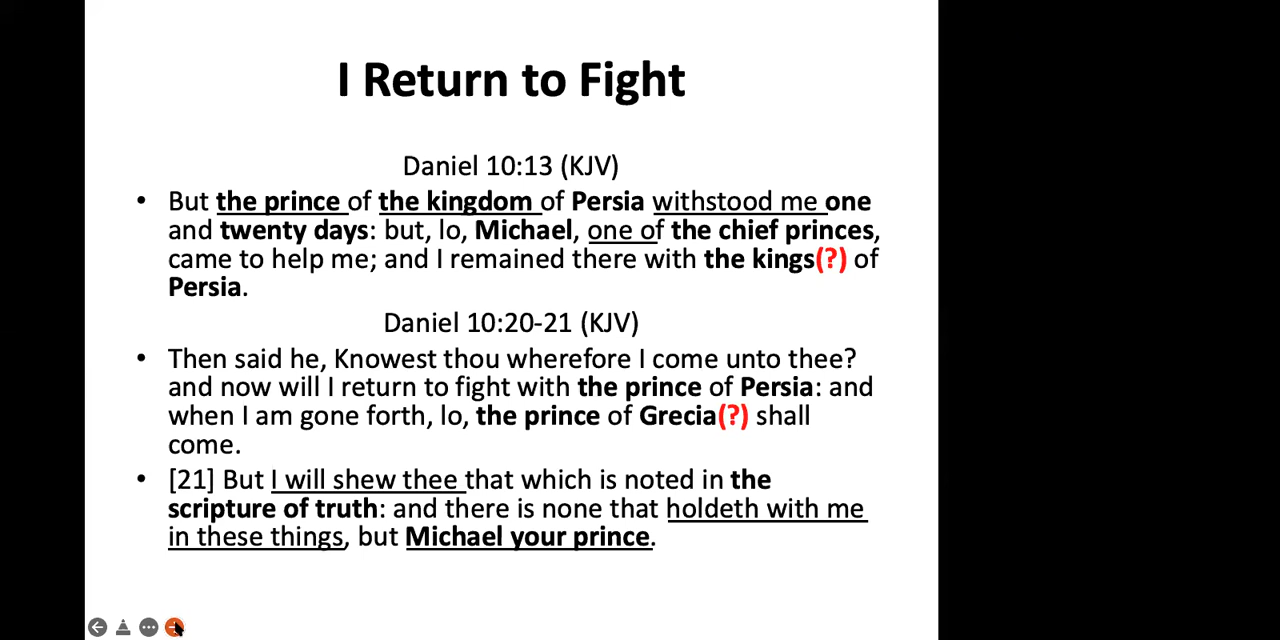 I Return to Fight
Daniel 10:13 (KJV)
• But the prince of the kingdom of Persia withstood me one
and twenty days: but, lo, Michael, one of the chief princes,
came to help me; and I remained there with the kings(?) of
Persia.
Daniel 10:20-21 (KJV)
• Then said he, Knowest thou wherefore I come unto thee?
and now will I return to fight with the prince of Persia: and
when I am gone forth, lo, the prince of Grecia(?) shall
come.
• [21] But I will shew thee that which is noted in the
scripture of truth: and there is none that holdeth with me
in these things, but Michael your prince.